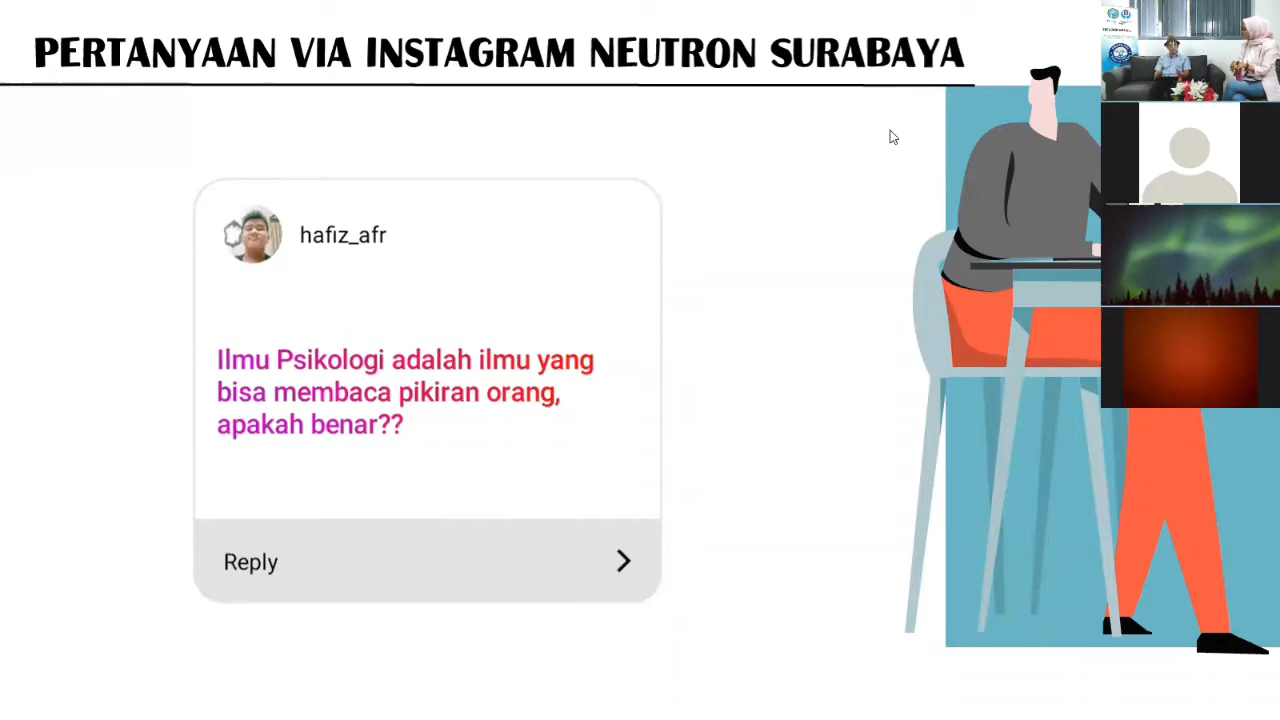 PERTANYAAN VIA INSTAGRAM NEUTRON SURABAYA
hafiz_afr
Ilmu Psikologi adalah ilmu yang
bisa membaca pikiran orang,
apakah benar??
Reply